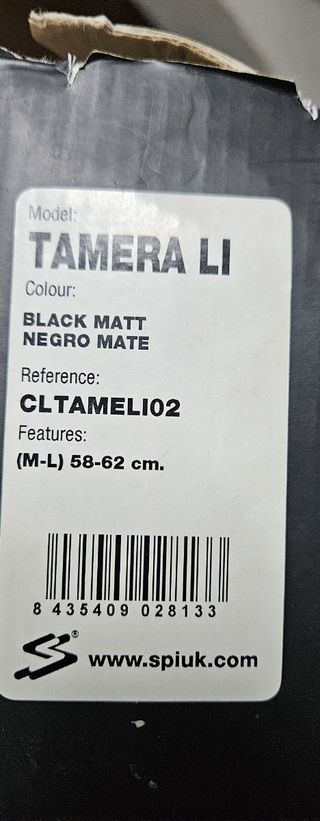 Model:
TAMERA LI
Colour:
BLACK MATT
NEGRO MATE
Reference:
CLTAMELI02
Features:
(M-L) 58-62 cm.
8 435409 028133
®
www.spiuk.com